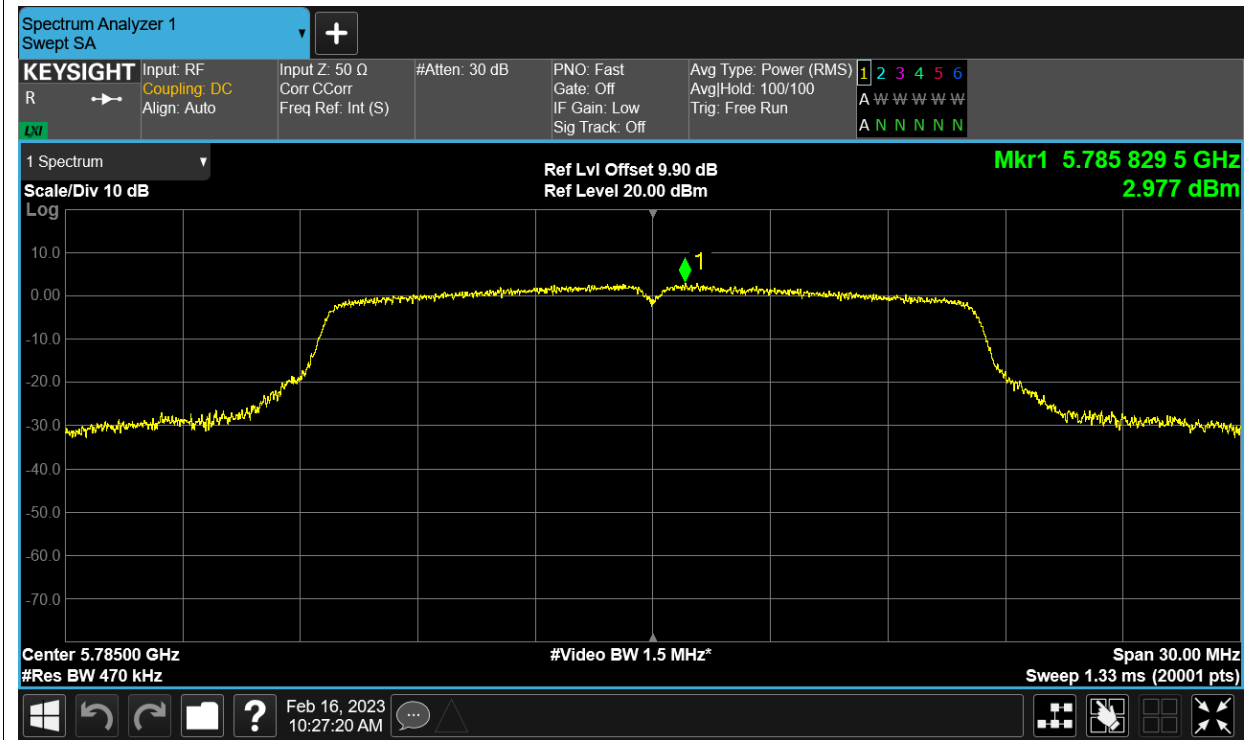 Spectrum Analyzer 1
Swept SA
+
KEYSIGHT
R
LXI
Input: RF
Coupling: DC
Align: Auto
Input Z: 50 Ω
Corr CCorr
Freq Ref: Int (S)
#Atten: 30 dB
PNO: Fast
Gate: Off
IF Gain: Low
Sig Track: Off
Avg Type: Power (RMS)
Avg|Hold: 100/100
Trig: Free Run
1 2 3 4 5 6
A W W W W W
A N N N N N
1 Spectrum
Scale/Div 10 dB
Log
Ref Lvl Offset 9.90 dB
Ref Level 20.00 dBm
Mkr1 5.785 829 5 GHz
2.977 dBm
1
10.0
0.00
-10.0
-20.0
-30.0
-40.0
-50.0
-60.0
-70.0
Center 5.78500 GHz
#Video BW 1.5 MHz*
Span 30.00 MHz
#Res BW 470 kHz
Sweep 1.33 ms (20001 pts)
?
Feb 16, 2023
10:27:20 AM